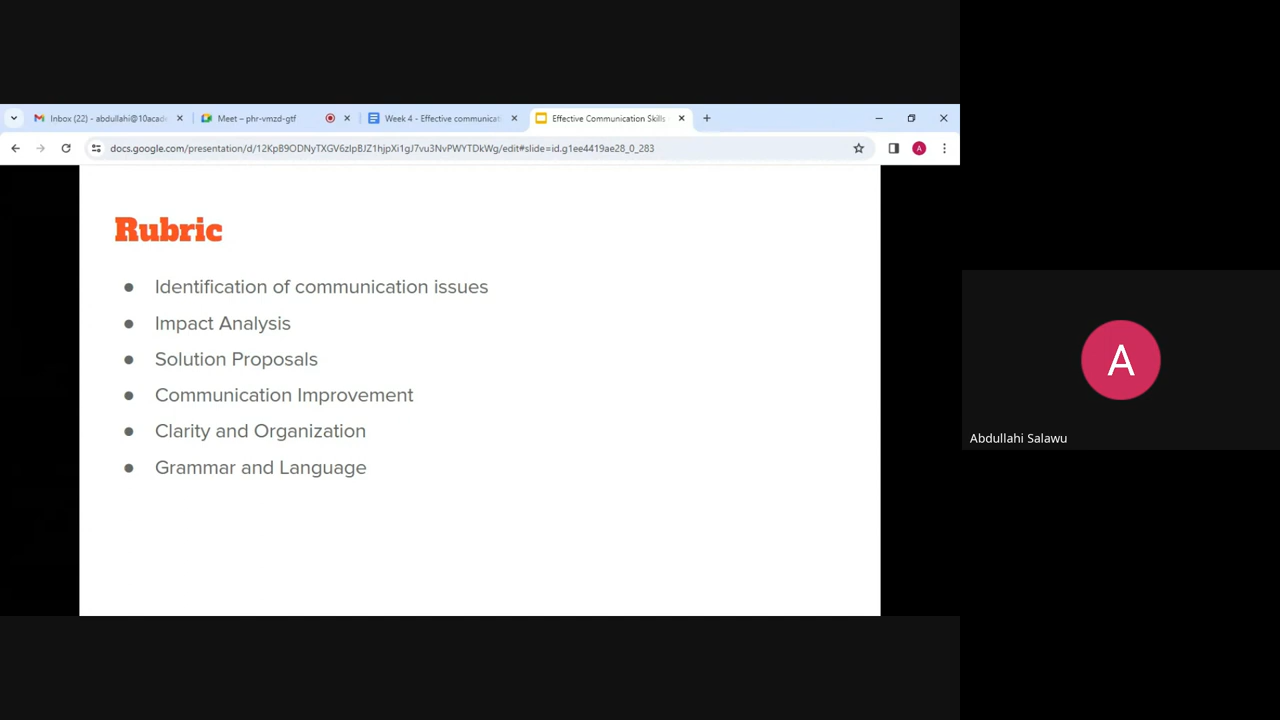 Inbox (22) - abdullahi@10acade
Meet – phr-vmzd-gtf
Week 4 - Effective communicat
Effective Communication Skills
docs.google.com/presentation/d/12KpB9ODNyTXGV6zIpBJZ1hjpXi1gJ7vu3NvPWYTDkWg/edit#slide=id.g1ee4419ae28_0_283
A
Rubric
● Identification of communication issues
● Impact Analysis
● Solution Proposals
● Communication Improvement
● Clarity and Organization
● Grammar and Language
A
Abdullahi Salawu